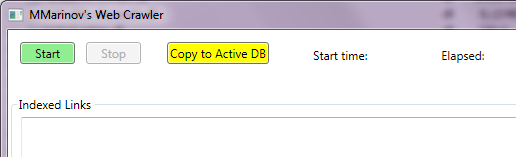 MMarinov's Web Crawler
Start Stop Copy to Active DB Start time: Elapsed:
Indexed Links